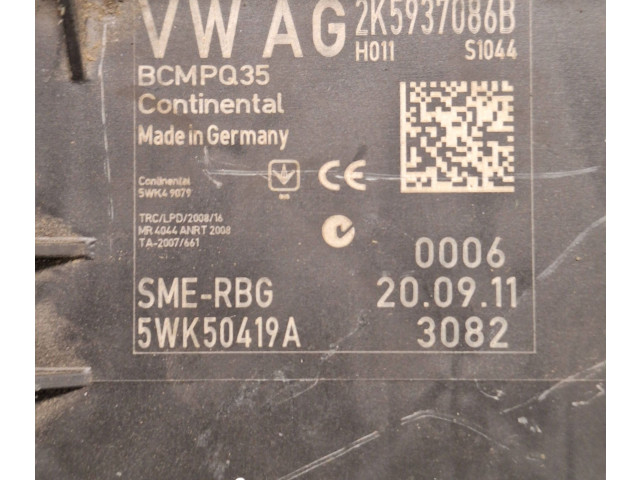 VW AG 2K5937086B
H011 S1044
BCMPQ35
Continental
Made in Germany
Continental
5WK4 9079
CE
TRC/LPD/2008/16
MR 4044 ANRT 2008
TA-2007/661
0006
SME-RBG 20.09.11
5WK50419A 3082